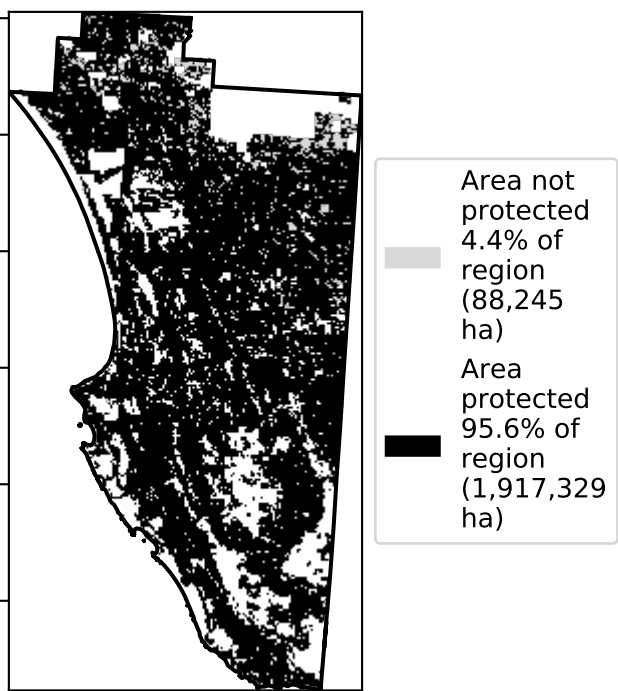 Area not
protected
4.4% of
region
(88,245
ha)
Area
protected
95.6% of
region
(1,917,329
ha)